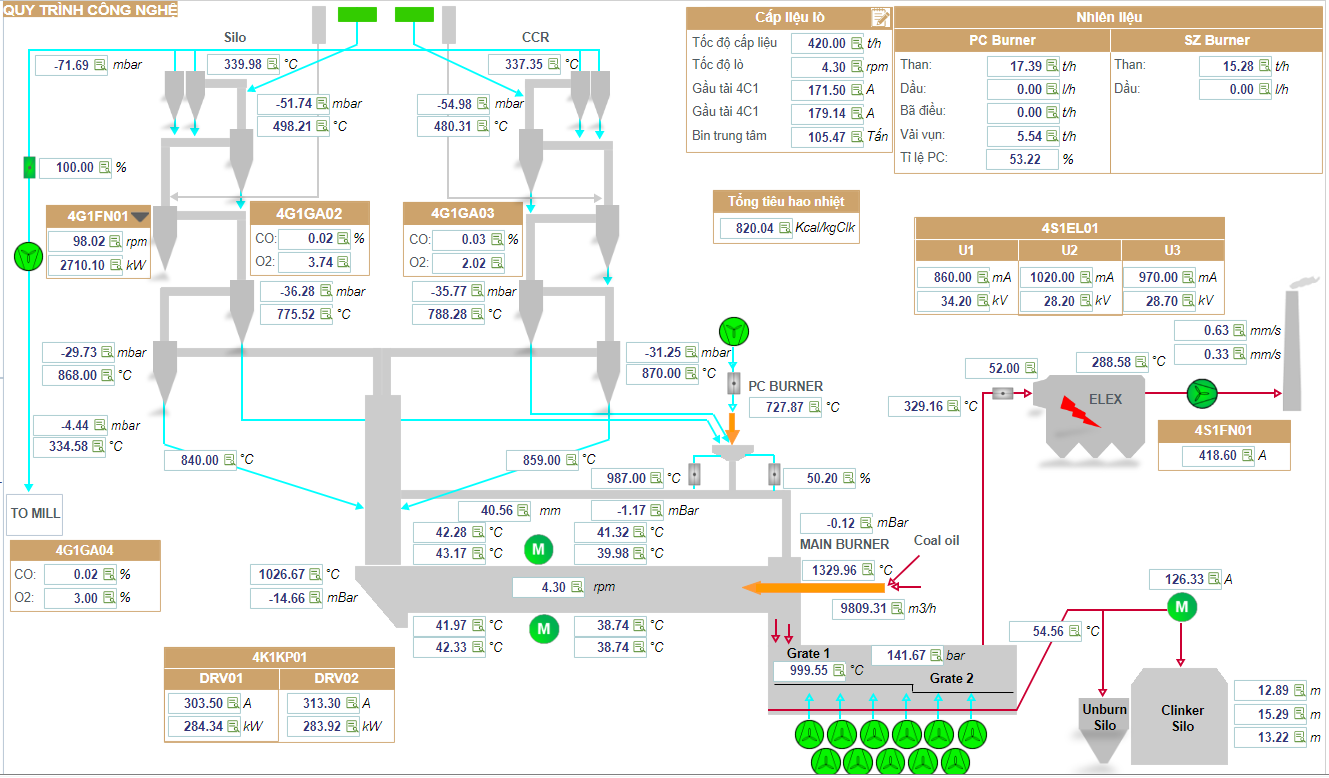 QUY TRÌNH CÔNG NGHỆ
Silo
CCR
-71.69 mbar
339.98 °C
337.35 °C
-51.74 mbar
498.21 °C
-54.98 mbar
480.31 °C
100.00 %
Cấp liệu lò
Tốc độ cấp liệu 420.00 t/h
Tốc độ lò 4.30 rpm
Gầu tải 4C1 171.50 A
Gầu tải 4C1 179.14 A
Bin trung tâm 105.47 Tấn
Nhiên liệu
PC Burner
SZ Burner
Than: 17.39 t/h
Dầu: 0.00 l/h
Bã điều: 0.00 t/h
Vải vụn: 5.54 t/h
Tỉ lệ PC: 53.22 %
Than: 15.28 t/h
Dầu: 0.00 l/h
Tổng tiêu hao nhiệt
820.04 Kcal/kgClk
4G1FN01
98.02 rpm
2710.10 kW
4G1GA02
CO: 0.02 %
O2: 3.74
4G1GA03
CO: 0.03 %
O2: 2.02
4S1EL01
U1 U2 U3
860.00 mA 1020.00 mA 970.00 mA
34.20 kV 28.20 kV 28.70 kV
-36.28 mbar
775.52 °C
-35.77 mbar
788.28 °C
-29.73 mbar
868.00 °C
-31.25 mbar
870.00 °C
0.63 mm/s
0.33 mm/s
52.00
288.58 °C
PC BURNER
727.87 °C
329.16 °C
ELEX
4S1FN01
418.60 A
-4.44 mbar
334.58 °C
840.00 °C
859.00 °C
987.00 °C
50.20 %
TO MILL
40.56 mm
-1.17 mBar
42.28 °C
43.17 °C
M
41.32 °C
39.98 °C
-0.12 mBar
MAIN BURNER
Coal oil
1329.96 °C
9809.31 m3/h
4G1GA04
CO: 0.02 %
O2: 3.00 %
1026.67 °C
-14.66 mBar
4.30 rpm
41.97 °C
42.33 °C
M
38.74 °C
38.74 °C
126.33 A
M
54.56 °C
Grate 1
999.55 °C
141.67 bar
Grate 2
4K1KP01
DRV01 DRV02
303.50 A 313.30 A
284.34 kW 283.92 kW
Unburn
Silo
Clinker
Silo
12.89 m
15.29 m
13.22 m